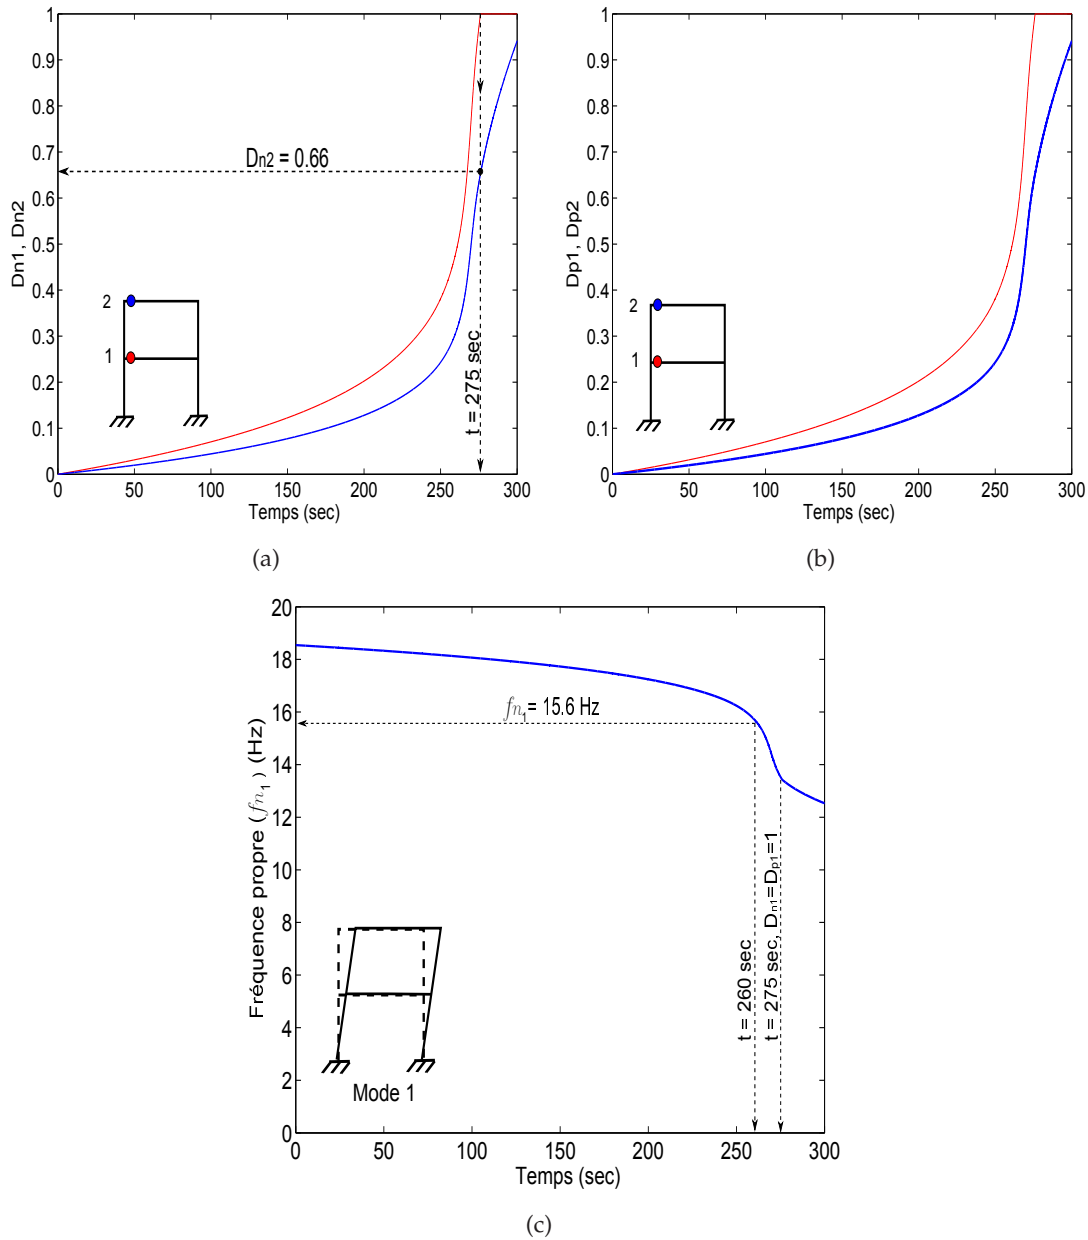 1
0.9
0.8
0.7
0.6
0.5
0.4
0.3
0.2
0.1
0
Dn1, Dn2
Dn2 = 0.66
t = 275 sec
2
1
0 50 100 150 200 250 300
Temps (sec)
(a)
1
0.9
0.8
0.7
0.6
0.5
0.4
0.3
0.2
0.1
0
Dp1, Dp2
2
1
0 50 100 150 200 250 300
Temps (sec)
(b)
20
18
16
14
12
10
8
6
4
2
0
Fréquence propre (fn1) (Hz)
fn1= 15.6 Hz
t = 260 sec
t = 275 sec, Dn1=Dp1=1
Mode 1
0 50 100 150 200 250 300
Temps (sec)
(c)